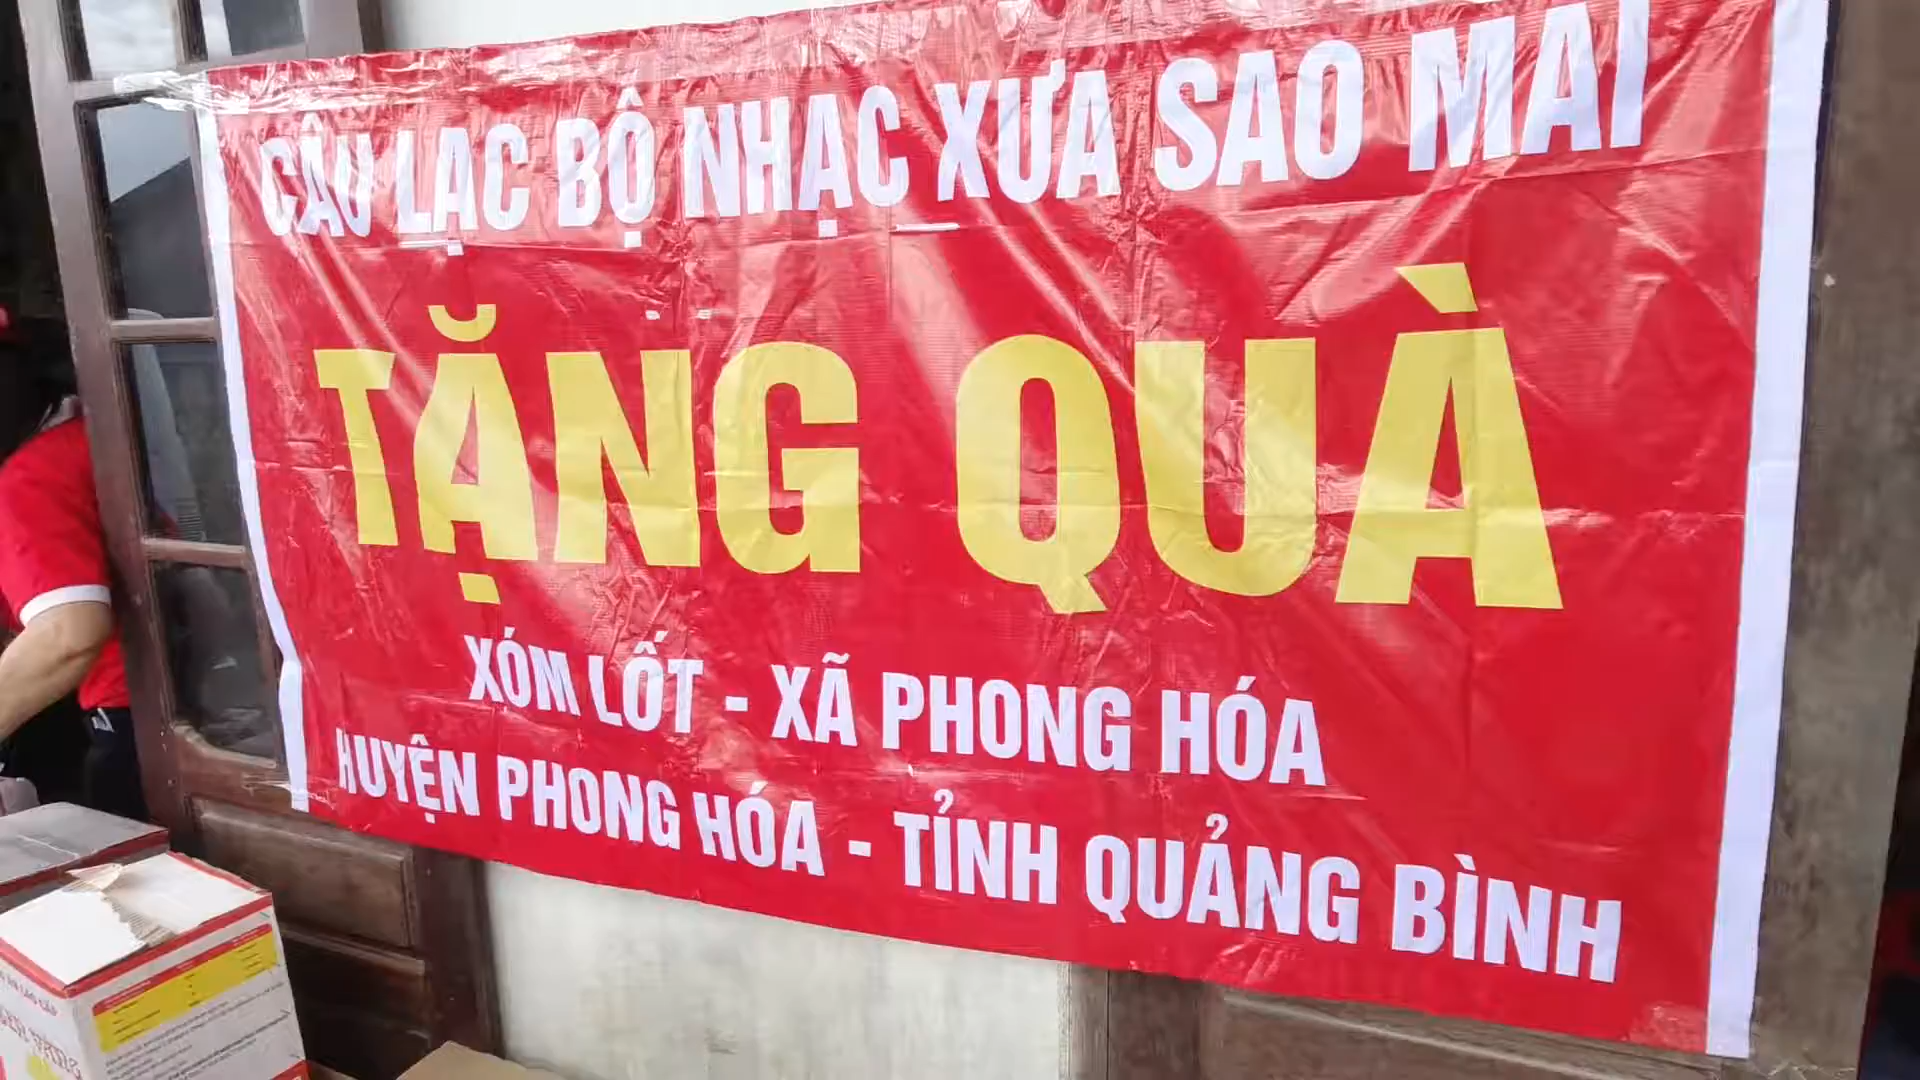 CÂU LẠC BỘ NHẠC XƯA SAO MAI
TẶNG QUÀ
XÓM LỐT - XÃ PHONG HÓA
HUYỆN PHONG HÓA - TỈNH QUẢNG BÌNH